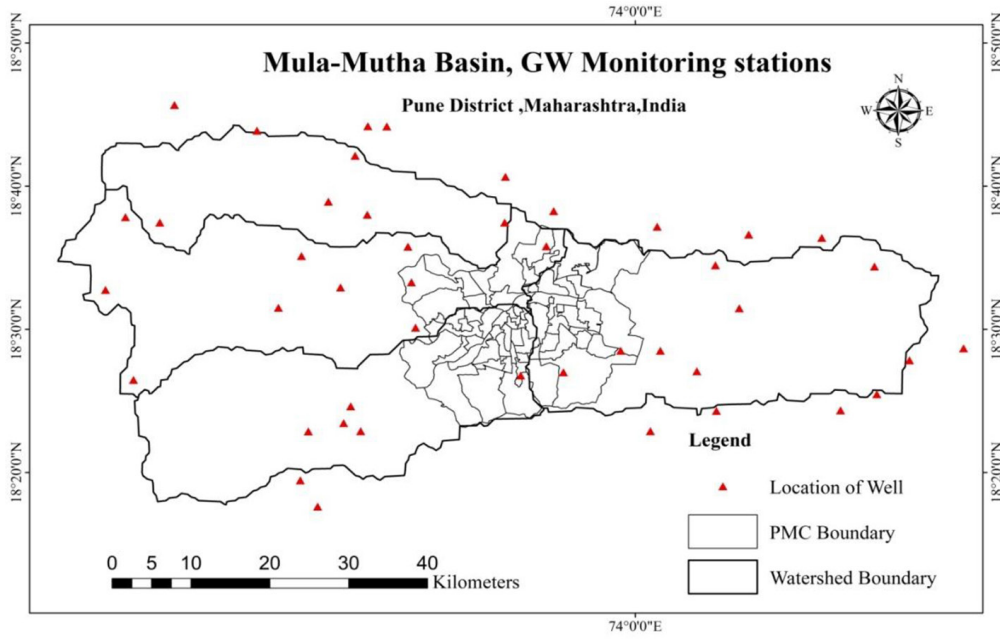 74°0'0"E
Mula-Mutha Basin, GW Monitoring stations
Pune District ,Maharashtra,India
N
W E
S
18°50'0"N
18°50'0"N
18°40'0"N
18°40'0"N
18°30'0"N
18°30'0"N
18°20'0"N
18°20'0"N
Legend
Location of Well
PMC Boundary
Watershed Boundary
0 5 10 20 30 40
Kilometers
74°0'0"E